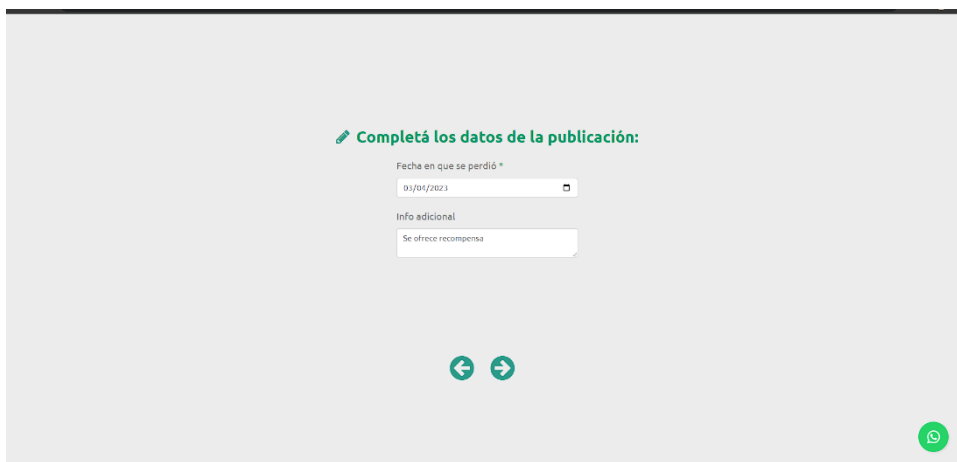 Completá los datos de la publicación:
Fecha en que se perdió *
03/04/2023
Info adicional
Se ofrece recompensa